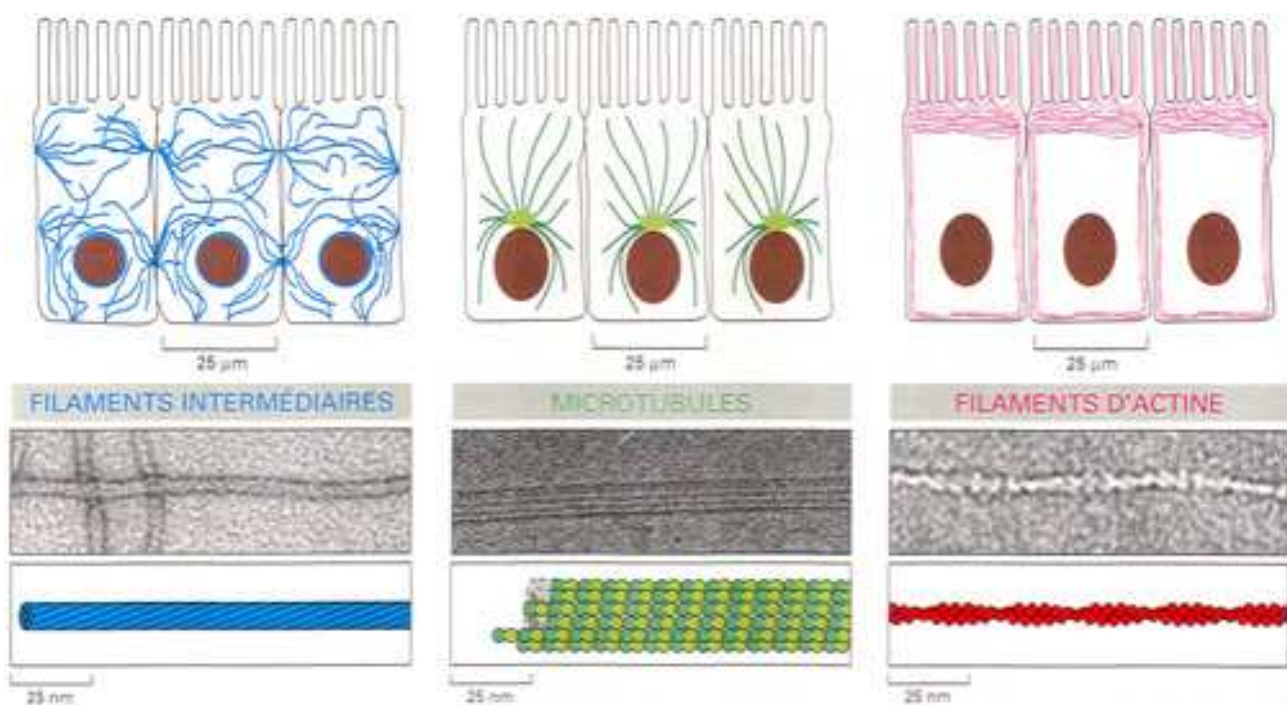 25 µm
25 µm
25 µm
FILAMENTS INTERMÉDIAIRES
MICROTUBULES
FILAMENTS D'ACTINE
25 nm
25 nm
25 nm